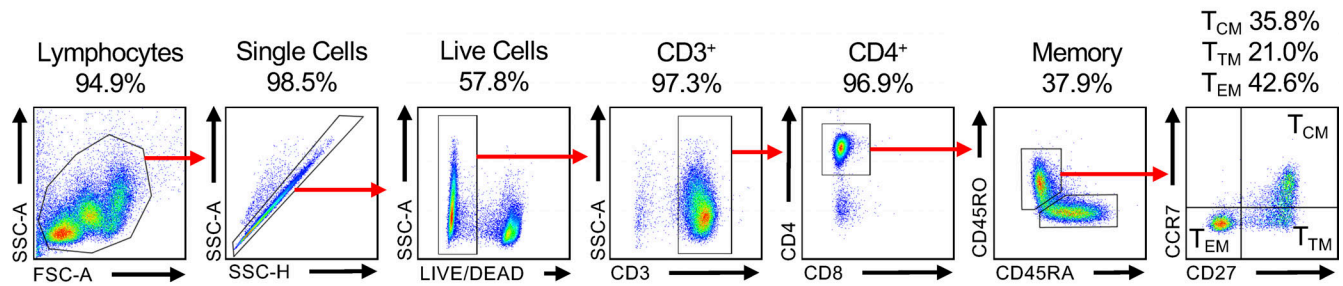 Lymphocytes
94.9%
SSC-A
FSC-A
Single Cells
98.5%
SSC-A
SSC-H
Live Cells
57.8%
SSC-A
LIVE/DEAD
CD3⁺
97.3%
SSC-A
CD3
CD4⁺
96.9%
CD4
CD8
Memory
37.9%
CD45RO
CD45RA
T_CM 35.8%
T_TM 21.0%
T_EM 42.6%
T_CM
T_EM
T_TM
CCR7
CD27